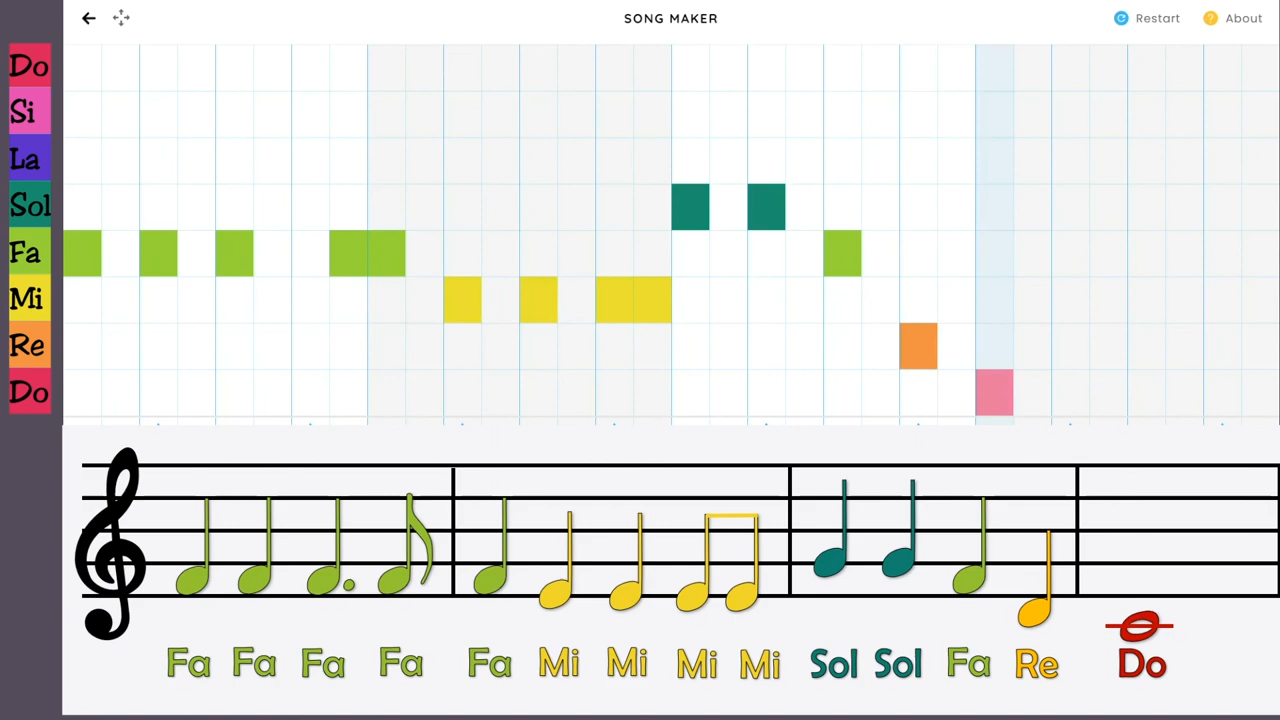 SONG MAKER
Restart
About
Do
Si
La
Sol
Fa
Mi
Re
Do
Fa Fa Fa Fa Fa Mi Mi Mi Mi Sol Sol Fa Re Do